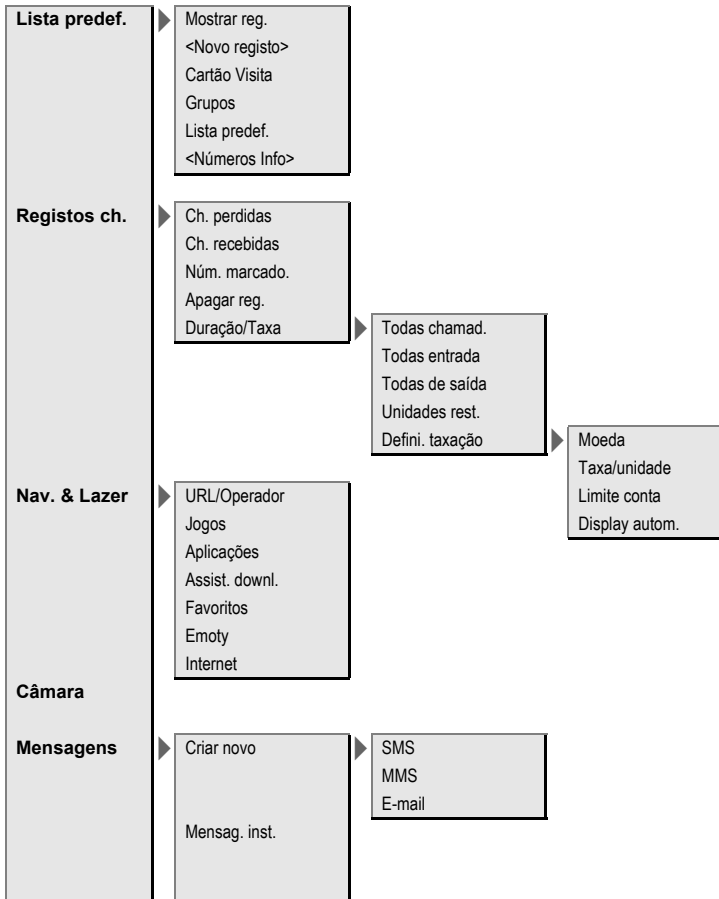 Lista predef.
Mostrar reg.
<Novo registo>
Cartão Visita
Grupos
Lista predef.
<Números Info>
Registos ch.
Ch. perdidas
Ch. recebidas
Núm. marcado.
Apagar reg.
Duração/Taxa
Todas chamad.
Todas entrada
Todas de saída
Unidades rest.
Defini. taxação
Moeda
Taxa/unidade
Limite conta
Display autom.
Nav. & Lazer
URL/Operador
Jogos
Aplicações
Assist. downl.
Favoritos
Emoty
Internet
Câmara
Mensagens
Criar novo
SMS
MMS
E-mail
Mensag. inst.